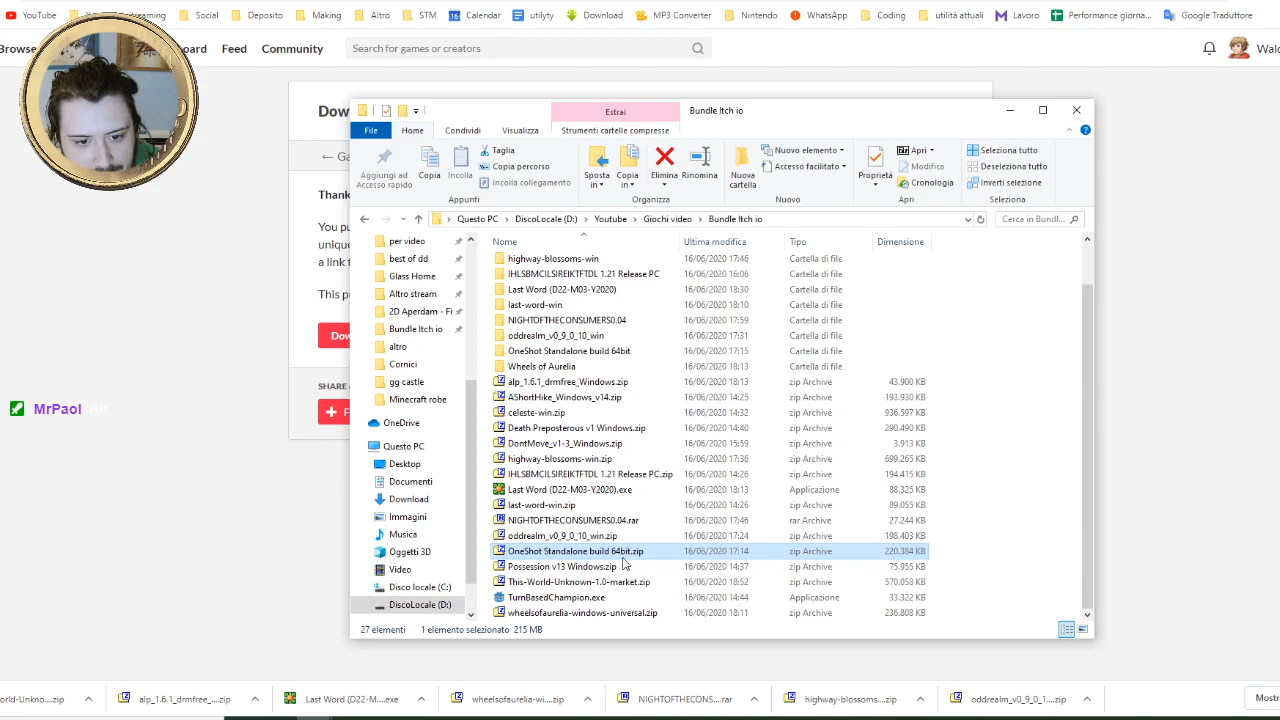 YouTube
Social
Deposito
Making
Altro
STM
Calendar
utilyty
Download
MP3 Converter
Nintendo
WhatsApp
Coding
utilità attuali
Lavoro
Performance giorna...
Google Traduttore
Browse
Feed
Community
Search for games or creators
Estrai
Bundle Itch io
File
Home
Condividi
Visualizza
Strumenti cartelle compresse
Aggiungi ad
Accesso rapido
Copia
Incolla
Taglia
Copia percorso
Incolla collegamento
Appunti
Sposta
in
Copia
in
Elimina
Rinomina
Organizza
Nuova
cartella
Nuovo elemento
Accesso facilitato
Nuovo
Proprietà
Apri
Modifica
Cronologia
Apri
Seleziona tutto
Deseleziona tutto
Inverti selezione
Selezione
Questo PC > DiscoLocale (D:) > Youtube > Giochi video > Bundle Itch io
Cerca in Bundl...
per video
best of dd
Glass Home
Altro stream
2D Aperdam - Fi
Bundle Itch io
altro
Cornici
gg castle
Minecraft robe
OneDrive
Questo PC
Desktop
Documenti
Download
Immagini
Musica
Oggetti 3D
Video
Disco locale (C:)
DiscoLocale (D:)
Nome Ultima modifica Tipo Dimensione
highway-blossoms-win 16/06/2020 17:46 Cartella di file
IHLSBMCILSIREIKTFTDL 1.21 Release PC 16/06/2020 16:06 Cartella di file
Last Word (D22-M03-Y2020) 16/06/2020 18:30 Cartella di file
last-word-win 16/06/2020 18:10 Cartella di file
NIGHTOFTHECONSUMERS0.04 16/06/2020 17:59 Cartella di file
oddrealm_v0_9_0_10_win 16/06/2020 17:31 Cartella di file
OneShot Standalone build 64bit 16/06/2020 17:15 Cartella di file
Wheels of Aurelia 16/06/2020 18:13 Cartella di file
alp_1.6.1_drmfree_Windows.zip 16/06/2020 18:13 zip Archive 43.900 KB
AShortHike_Windows_v14.zip 16/06/2020 14:25 zip Archive 193.930 KB
celeste-win.zip 16/06/2020 14:32 zip Archive 936.597 KB
Death Preposterous v1 Windows.zip 16/06/2020 14:40 zip Archive 290.490 KB
DontMove_v1-3_Windows.zip 16/06/2020 15:59 zip Archive 3.913 KB
highway-blossoms-win.zip 16/06/2020 17:36 zip Archive 699.265 KB
IHLSBMCILSIREIKTFTDL 1.21 Release PC.zip 16/06/2020 14:26 zip Archive 194.415 KB
Last Word (D22-M03-Y2020).exe 16/06/2020 18:13 Applicazione 88.325 KB
last-word-win.zip 16/06/2020 14:26 zip Archive 89.055 KB
NIGHTOFTHECONSUMERS0.04.rar 16/06/2020 17:46 rar Archive 27.244 KB
oddrealm_v0_9_0_10_win.zip 16/06/2020 17:24 zip Archive 198.403 KB
OneShot Standalone build 64bit.zip 16/06/2020 17:14 zip Archive 220.384 KB
Possession v13 Windows.zip 16/06/2020 14:37 zip Archive 75.955 KB
This-World-Unknown-1.0-market.zip 16/06/2020 18:52 zip Archive 570.058 KB
TurnBasedChampion.exe 16/06/2020 14:44 Applicazione 33.322 KB
wheelsofaurelia-windows-universal.zip 16/06/2020 18:11 zip Archive 236.808 KB
27 elementi 1 elemento selezionato 215 MB
Thank
You pu
unique
a link t
This p
Dow
SHARE
MrPaol
orld-Unkno....zip
alp_1.6.1_drmfree_....zip
Last Word (D22-M....exe
wheelsofaurelia-wi....zip
NIGHTOFTHECONS....rar
highway-blossoms....zip
oddrealm_v0_9_0_1....zip
Mostr